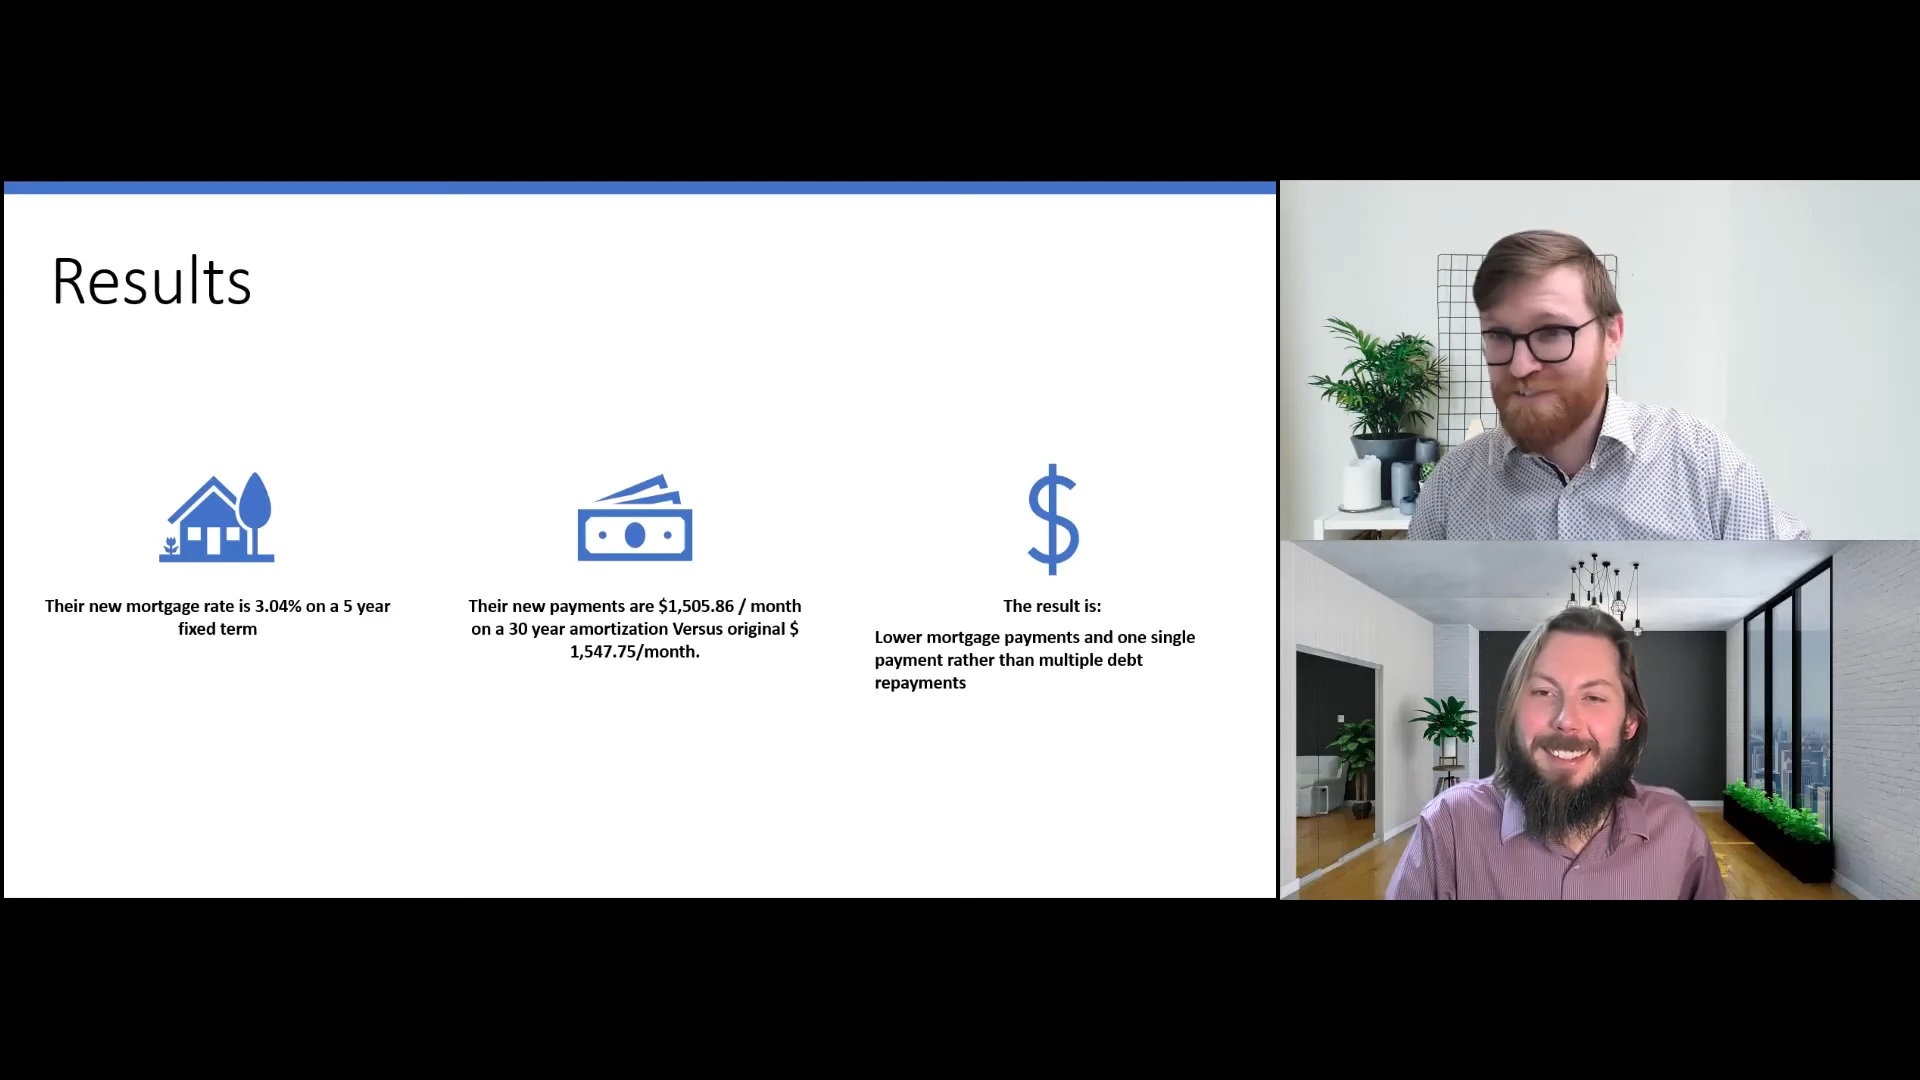 Results
Their new mortgage rate is 3.04% on a 5 year
fixed term
Their new payments are $1,505.86 / month
on a 30 year amortization Versus original $
1,547.75/month.
The result is:
Lower mortgage payments and one single
payment rather than multiple debt
repayments